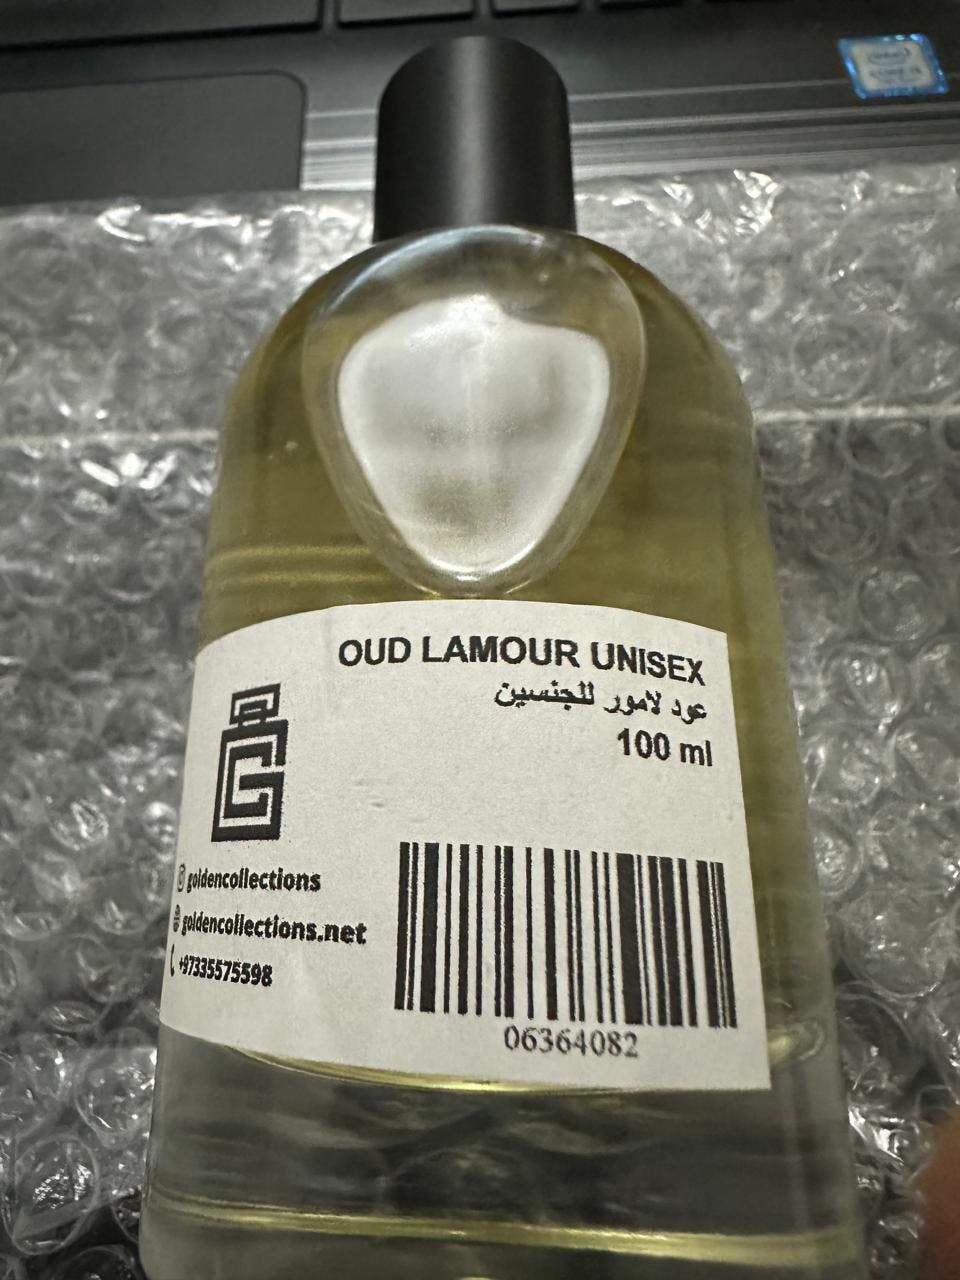 OUD LAMOUR UNISEX
عود لامور للجنسين
100 ml
goldencollections
goldencollections.net
+97335575598
06364082